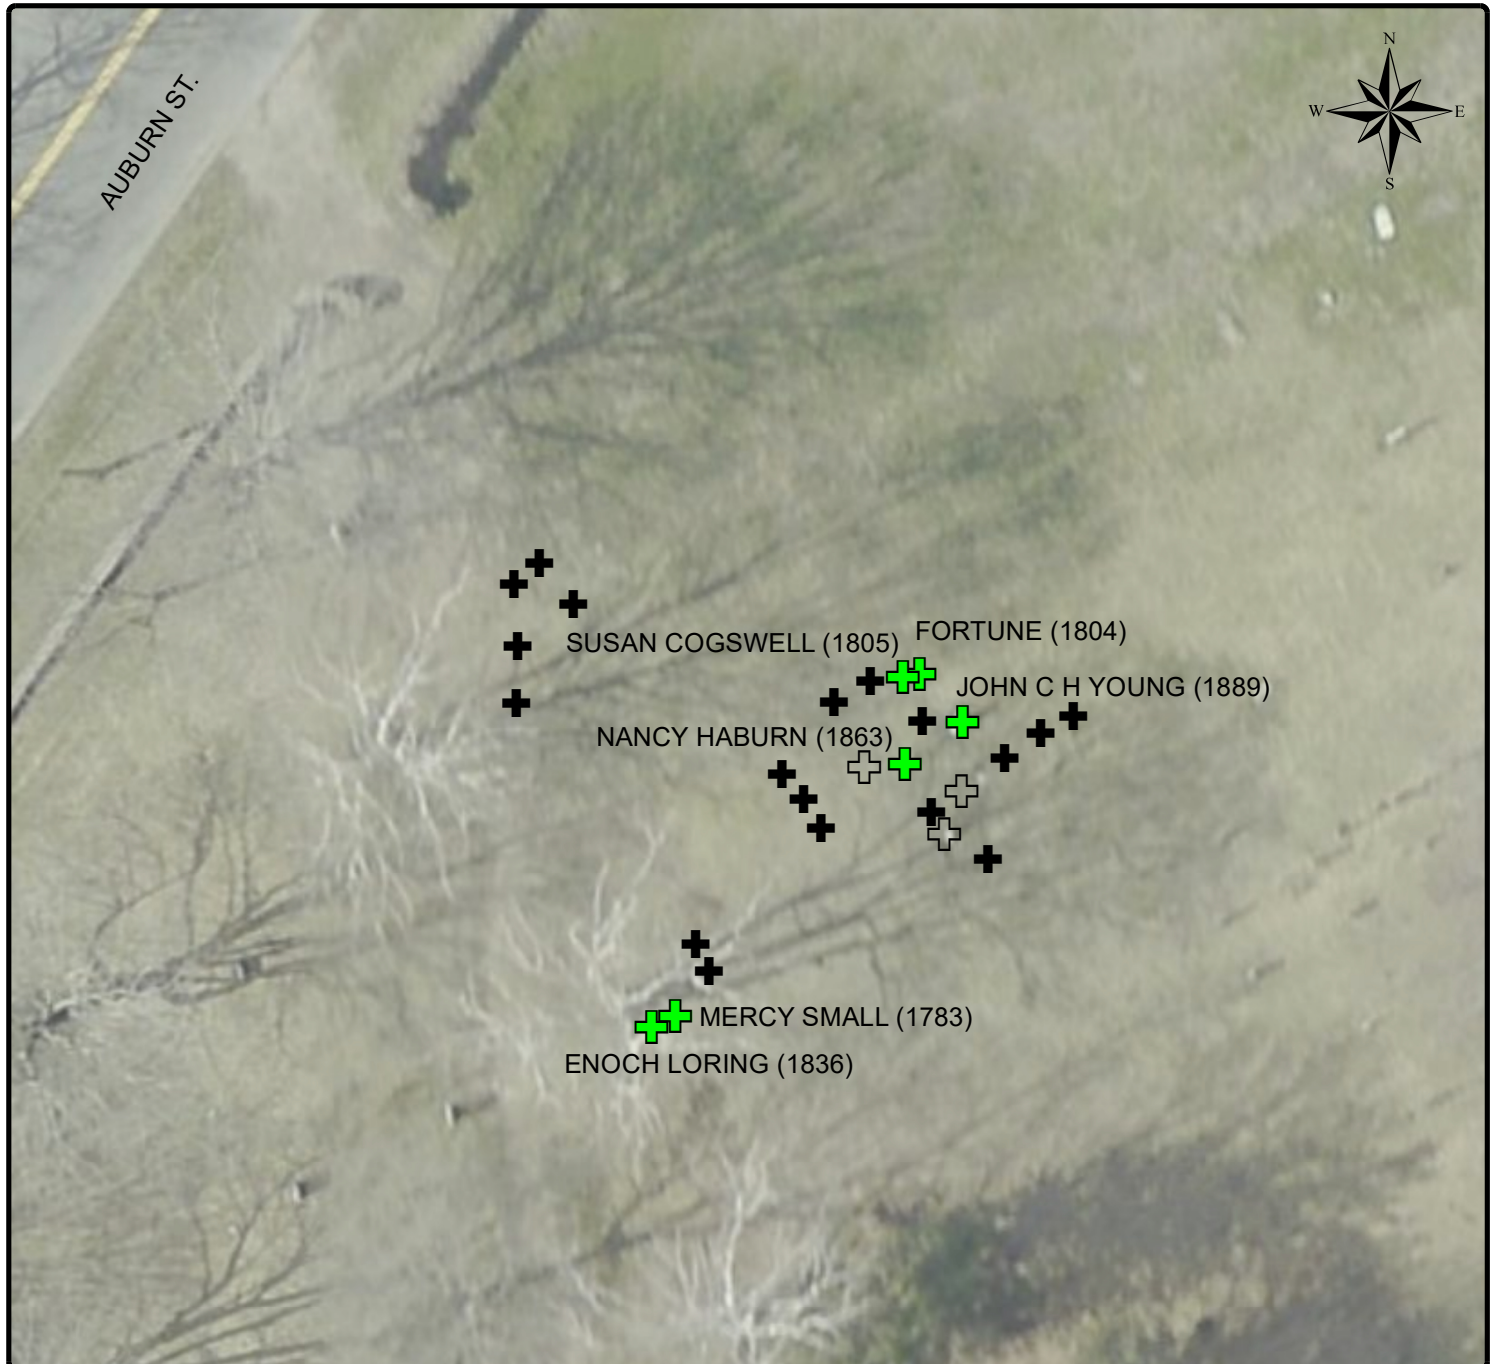 AUBURN ST.
N
W E
S
SUSAN COGSWELL (1805)
FORTUNE (1804)
JOHN C H YOUNG (1889)
NANCY HABURN (1863)
MERCY SMALL (1783)
ENOCH LORING (1836)